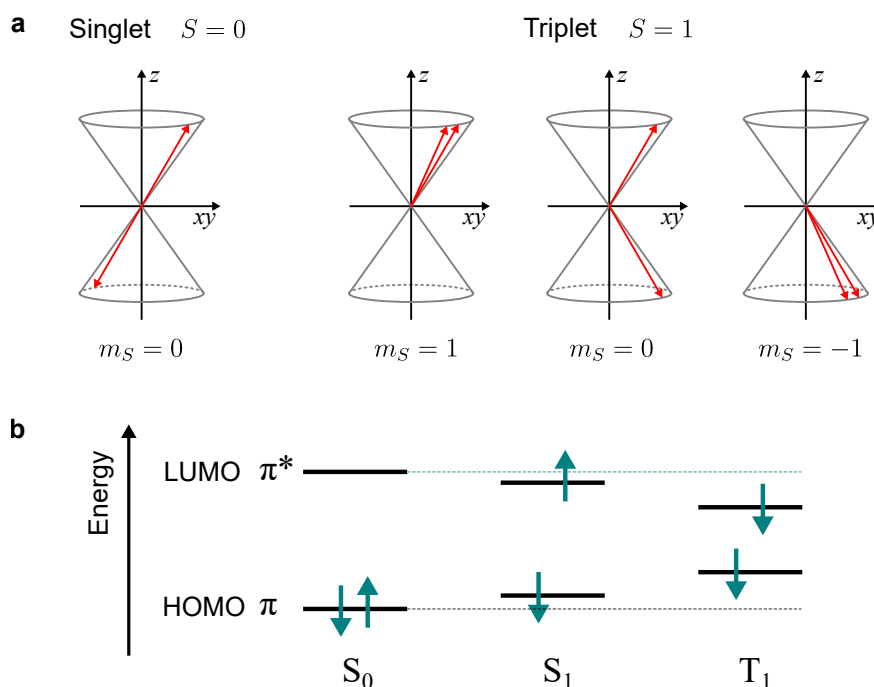 a Singlet S = 0 Triplet S = 1
z z z z
xy xy xy xy
m_S = 0 m_S = 1 m_S = 0 m_S = −1
b
Energy
LUMO π*
HOMO π
S₀ S₁ T₁